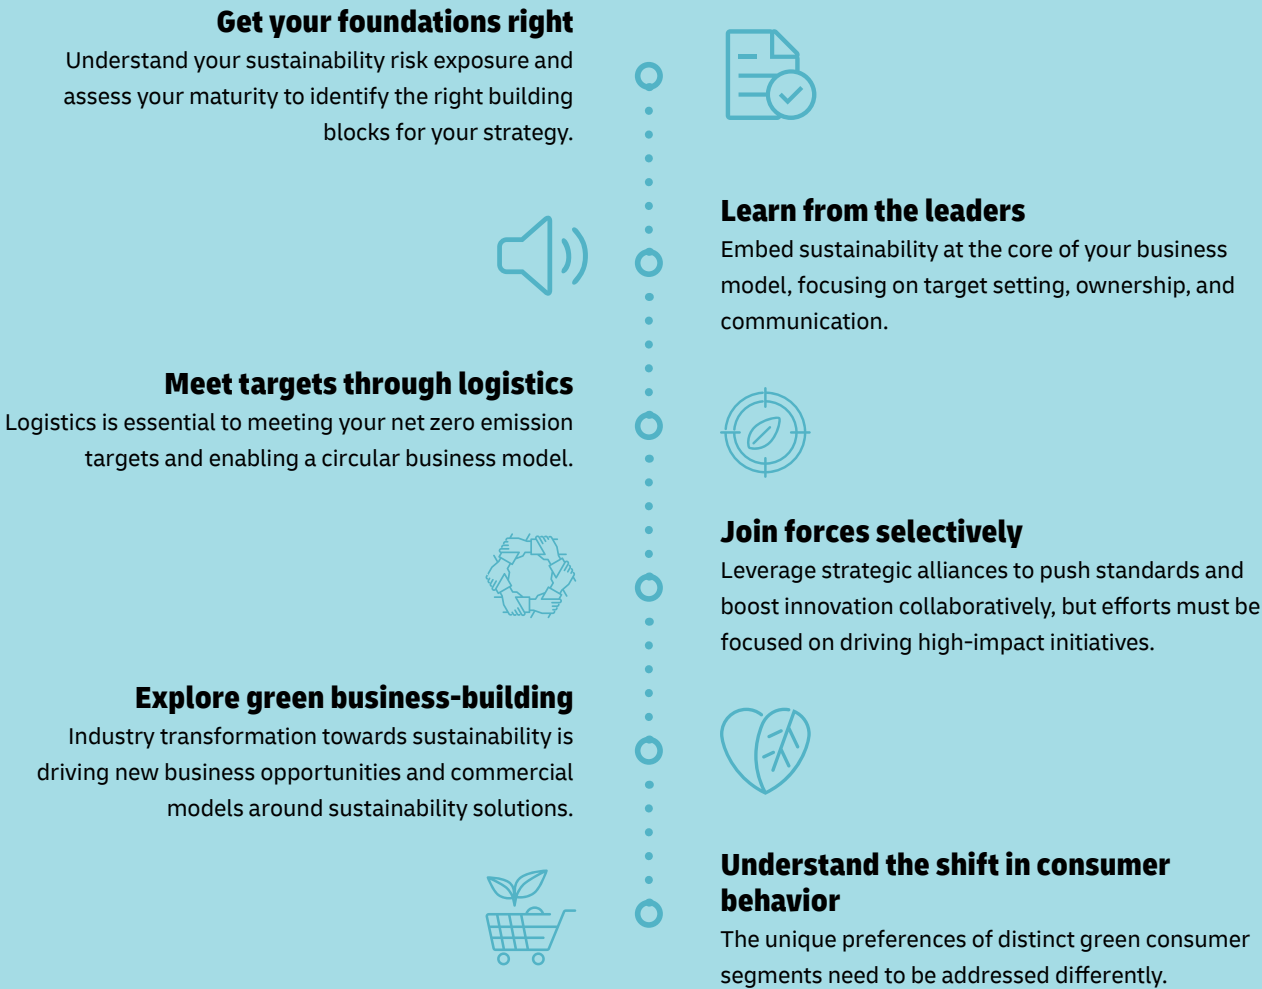 Get your foundations right
Understand your sustainability risk exposure and
assess your maturity to identify the right building
blocks for your strategy.
Learn from the leaders
Embed sustainability at the core of your business
model, focusing on target setting, ownership, and
communication.
Meet targets through logistics
Logistics is essential to meeting your net zero emission
targets and enabling a circular business model.
Join forces selectively
Leverage strategic alliances to push standards and
boost innovation collaboratively, but efforts must be
focused on driving high-impact initiatives.
Explore green business-building
Industry transformation towards sustainability is
driving new business opportunities and commercial
models around sustainability solutions.
Understand the shift in consumer
behavior
The unique preferences of distinct green consumer
segments need to be addressed differently.